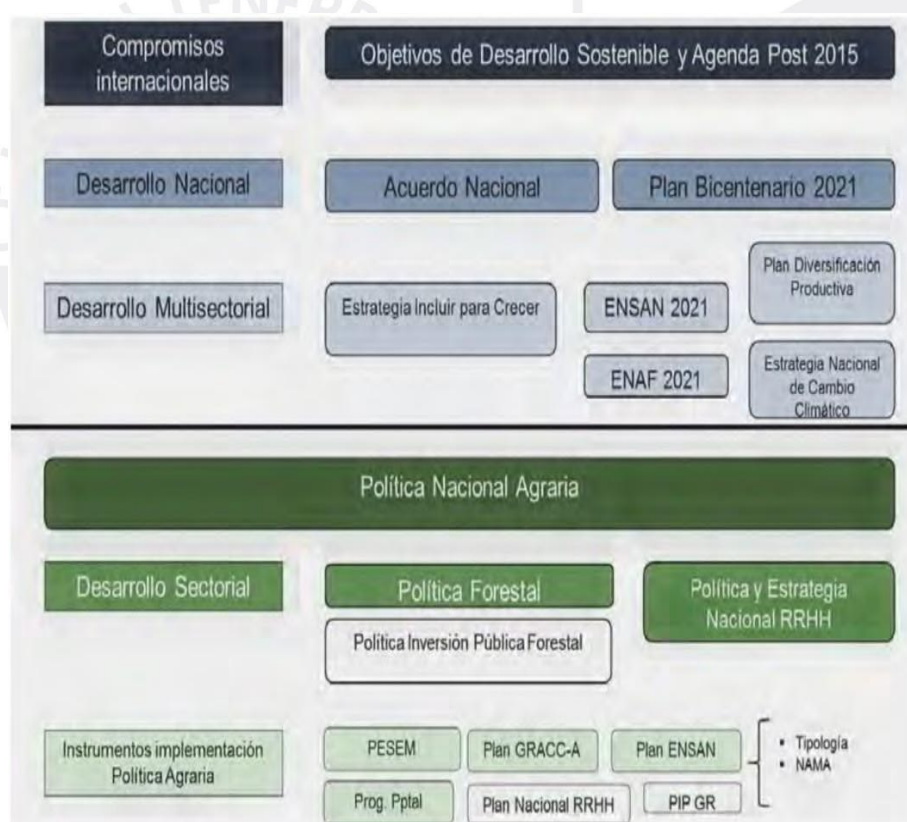 TENEBR
Compromisos
internacionales
Objetivos de Desarrollo Sostenible y Agenda Post 2015
Desarrollo Nacional
Acuerdo Nacional
Plan Bicentenario 2021
Desarrollo Multisectorial
Estrategia Incluir para Crecer
ENSAN 2021
Plan Diversificación
Productiva
ENAF 2021
Estrategia Nacional
de Cambio
Climático
Política Nacional Agraria
Desarrollo Sectorial
Política Forestal
Política y Estrategia
Nacional RRHH
Política Inversión Pública Forestal
Instrumentos implementación
Política Agraria
PESEM
Plan GRACC-A
Plan ENSAN
• Tipología
• NAMA
Prog. Pptal
Plan Nacional RRHH
PIP GR